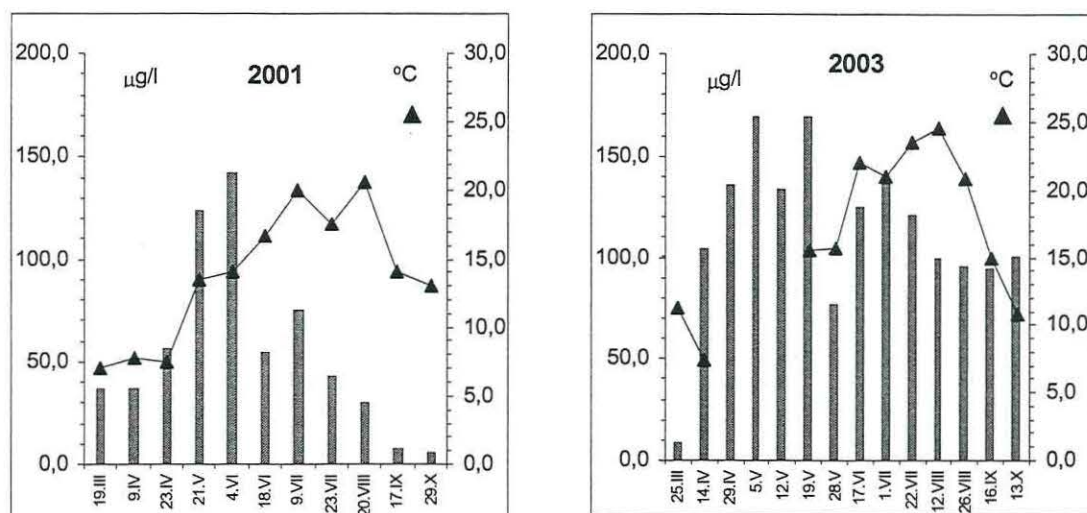 200,0
150,0
100,0
50,0
0,0
µg/l
2001
ºC
30,0
25,0
20,0
15,0
10,0
5,0
0,0
19.III
9.IV
23.IV
21.V
4.VI
18.VI
9.VII
23.VII
20.VIII
17.IX
29.X
200,0
150,0
100,0
50,0
0,0
µg/l
2003
ºC
30,0
25,0
20,0
15,0
10,0
5,0
0,0
25.III
14.IV
29.IV
5.V
12.V
19.V
28.V
17.VI
1.VII
22.VII
12.VIII
26.VIII
16.IX
13.X